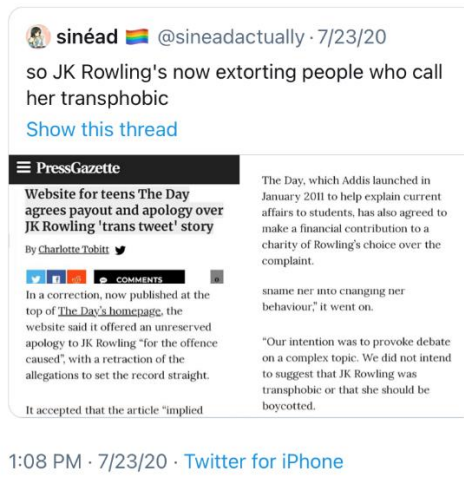 sinéad 🏳️‍🌈 @sineadactually · 7/23/20
so JK Rowling's now extorting people who call
her transphobic
Show this thread
PressGazette
Website for teens The Day
agrees payout and apology over
JK Rowling 'trans tweet' story
By Charlotte Tobitt
COMMENTS
In a correction, now published at the
top of The Day's homepage, the
website said it offered an unreserved
apology to JK Rowling "for the offence
caused", with a retraction of the
allegations to set the record straight.
It accepted that the article "implied
The Day, which Addis launched in
January 2011 to help explain current
affairs to students, has also agreed to
make a financial contribution to a
charity of Rowling's choice over the
complaint.
shame her into changing her
behaviour," it went on.
"Our intention was to provoke debate
on a complex topic. We did not intend
to suggest that JK Rowling was
transphobic or that she should be
boycotted.
1:08 PM · 7/23/20 · Twitter for iPhone